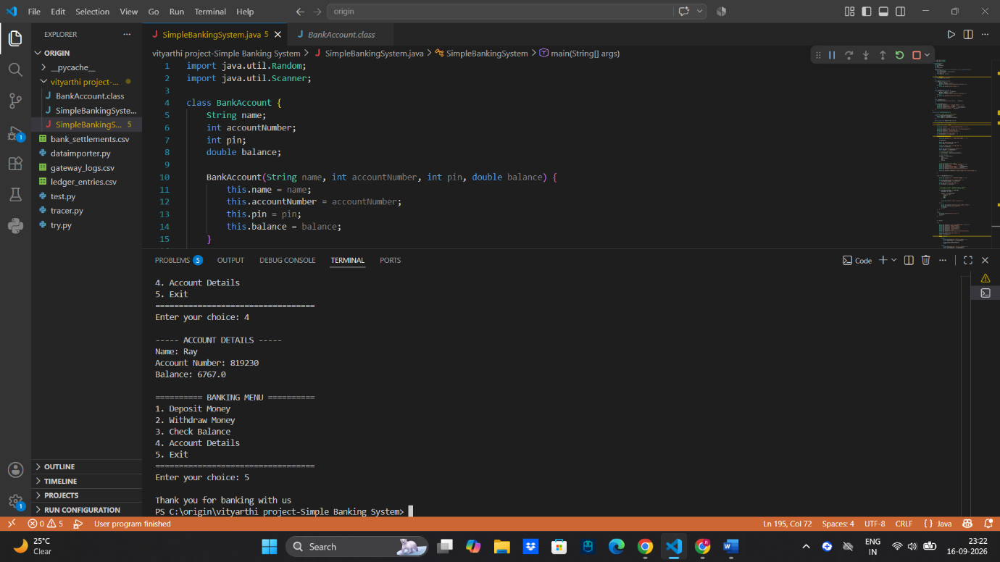 File Edit Selection View Go Run Terminal Help
origin
EXPLORER
ORIGIN
__pycache__
vityarthi project-...
BankAccount.class
SimpleBankingSyste...
SimpleBankingS... 5
bank_settlements.csv
dataimporter.py
gateway_logs.csv
ledger_entries.csv
test.py
tracer.py
try.py
OUTLINE
TIMELINE
PROJECTS
RUN CONFIGURATION
1
1
SimpleBankingSystem.java 5
BankAccount.class
vityarthi project-Simple Banking System > SimpleBankingSystem.java > SimpleBankingSystem > main(String[] args)
1 import java.util.Random;
2 import java.util.Scanner;
3
4 class BankAccount {
5 String name;
6 int accountNumber;
7 int pin;
8 double balance;
9
10 BankAccount(String name, int accountNumber, int pin, double balance) {
11 this.name = name;
12 this.accountNumber = accountNumber;
13 this.pin = pin;
14 this.balance = balance;
15 }
PROBLEMS 5 OUTPUT DEBUG CONSOLE TERMINAL PORTS
Code
4. Account Details
5. Exit
==================================
Enter your choice: 4
----- ACCOUNT DETAILS -----
Name: Ray
Account Number: 819230
Balance: 6767.0
========== BANKING MENU ==========
1. Deposit Money
2. Withdraw Money
3. Check Balance
4. Account Details
5. Exit
==================================
Enter your choice: 5
Thank you for banking with us
PS C:\origin\vityarthi project-Simple Banking System>
0 5 User program finished
Ln 195, Col 72 Spaces: 4 UTF-8 CRLF {} Java
25°C
Clear
Search
ENG
IN
23:22
16-09-2026